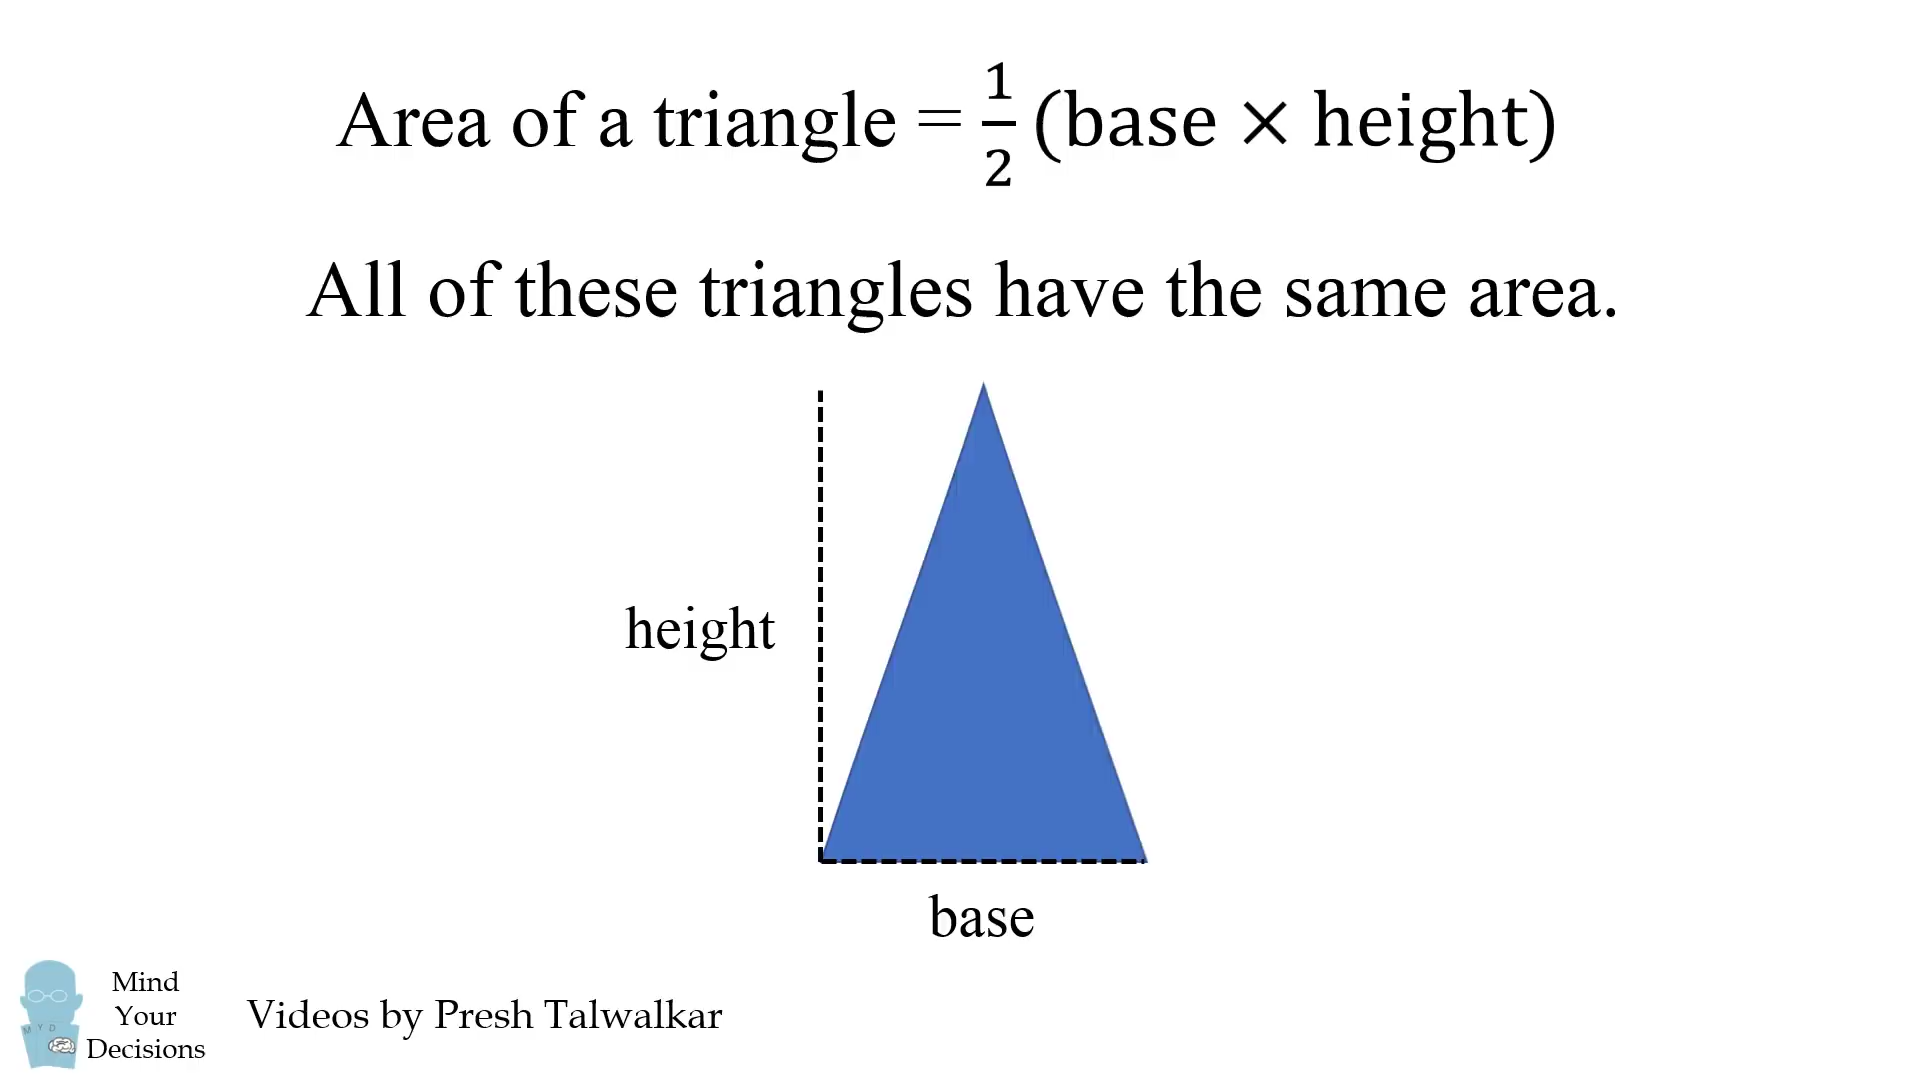 Area of a triangle = 1/2 (base × height)
All of these triangles have the same area.
height
base
Mind
Your
Decisions
M Y D
Videos by Presh Talwalkar